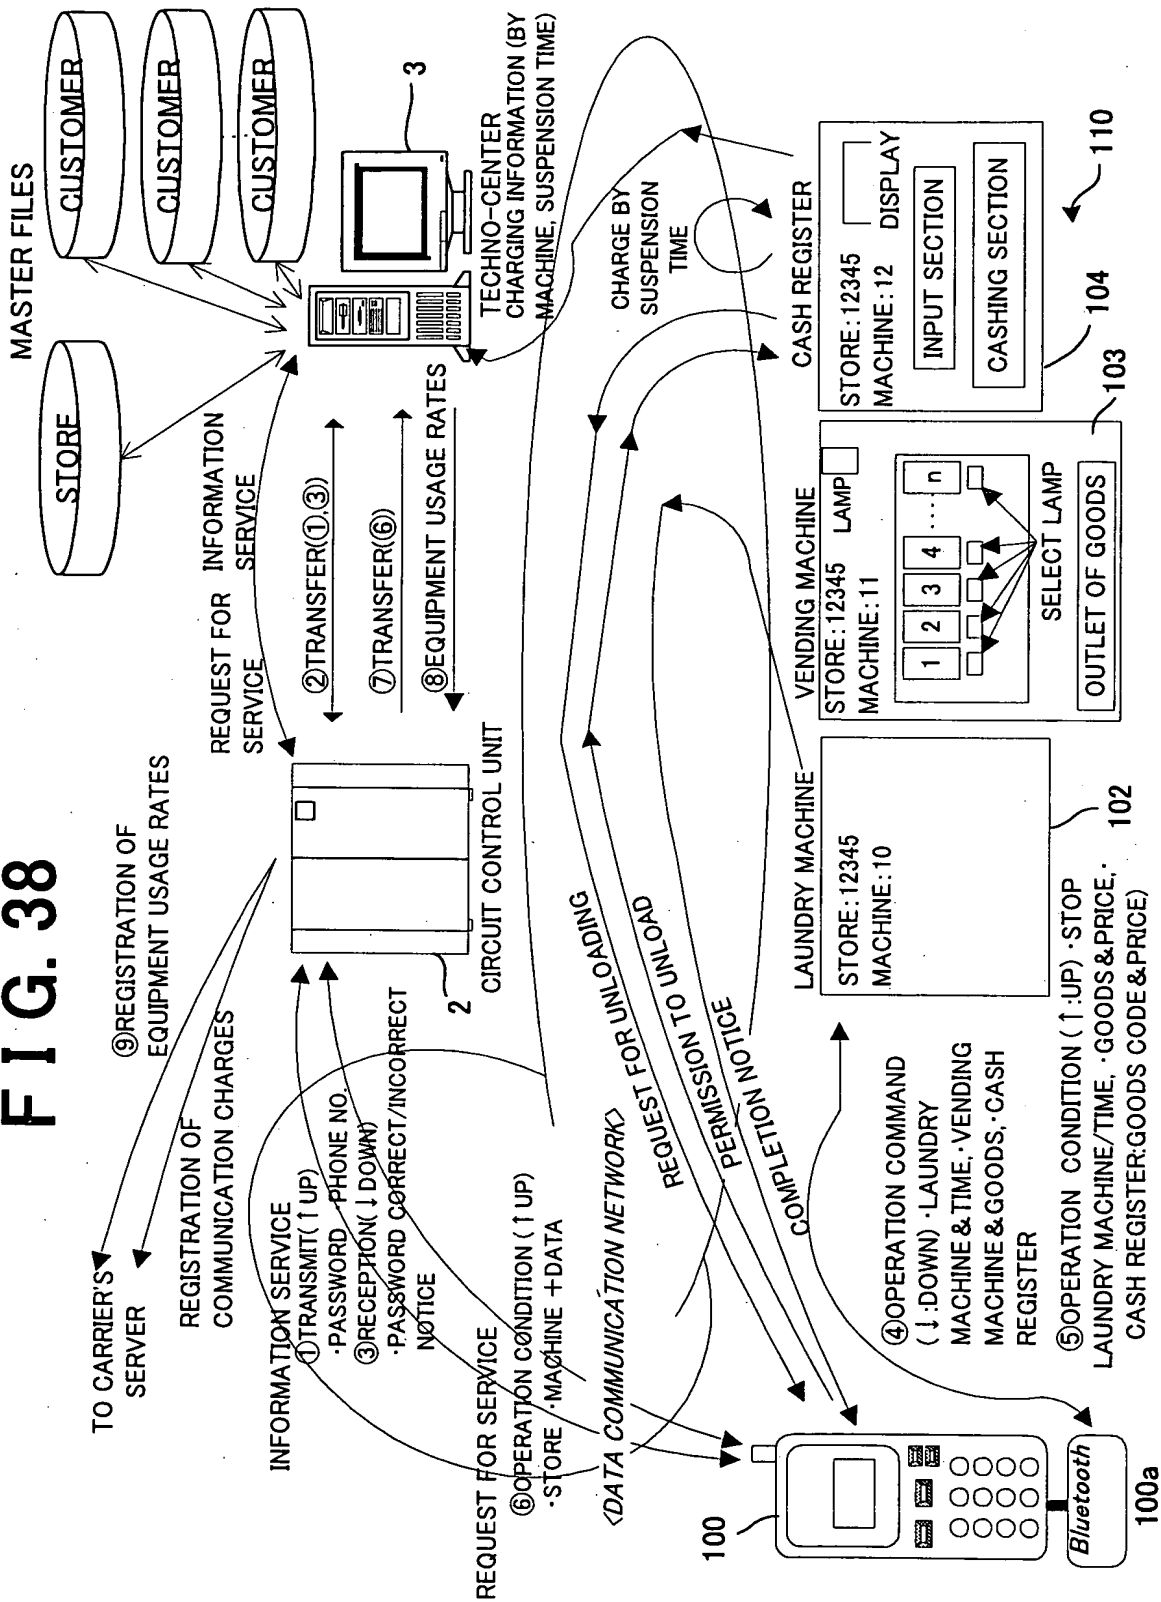 F I G. 38
MASTER FILES
STORE
CUSTOMER
CUSTOMER
CUSTOMER
TO CARRIER'S
SERVER
⑨REGISTRATION OF
EQUIPMENT USAGE RATES
REGISTRATION OF
COMMUNICATION CHARGES
REQUEST FOR
SERVICE
INFORMATION
SERVICE
②TRANSFER(①,③)
⑦TRANSFER(⑥)
⑧EQUIPMENT USAGE RATES
3
TECHNO-CENTER
CHARGING INFORMATION (BY
MACHINE, SUSPENSION TIME)
2
CIRCUIT CONTROL UNIT
INFORMATION SERVICE
①TRANSMIT(↑UP)
·PASSWORD ·PHONE NO.
③RECEPTION(↓DOWN)
·PASSWORD CORRECT/INCORRECT
NOTICE
REQUEST FOR SERVICE
⑥OPERATION CONDITION (↑UP)
·STORE ·MACHINE +DATA
<DATA COMMUNICATION NETWORK>
REQUEST FOR UNLOADING
PERMISSION TO UNLOAD
COMPLETION NOTICE
CHARGE BY
SUSPENSION
TIME
100
Bluetooth
100a
④OPERATION COMMAND
(↓:DOWN) ·LAUNDRY
MACHINE&TIME,·VENDING
MACHINE&GOODS,·CASH
REGISTER
⑤OPERATION CONDITION (↑:UP) ·STOP
LAUNDRY MACHINE/TIME, ·GOODS&PRICE,·
CASH REGISTER:GOODS CODE&PRICE)
LAUNDRY MACHINE
STORE:12345
MACHINE:10
102
VENDING MACHINE
STORE:12345
MACHINE:11
LAMP
1 2 3 4 ····· n
SELECT LAMP
OUTLET OF GOODS
103
CASH REGISTER
STORE:12345
MACHINE:12
DISPLAY
INPUT SECTION
CASHING SECTION
104
110